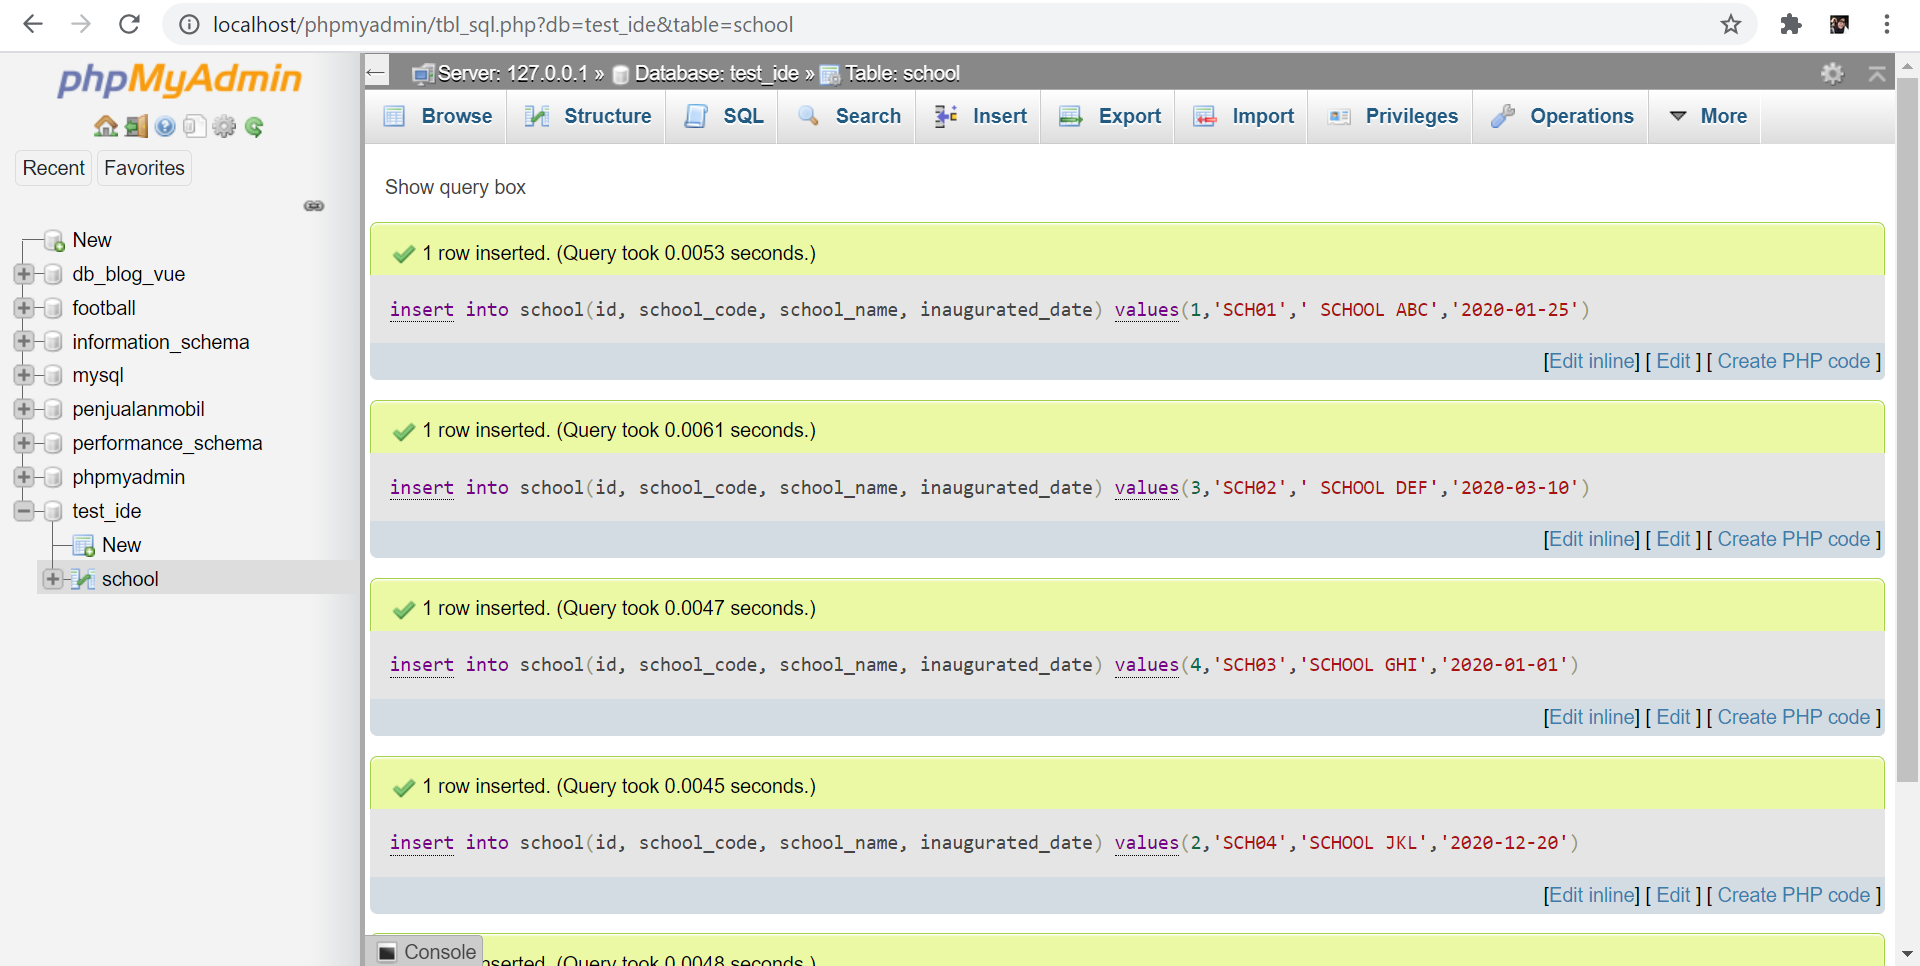 localhost/phpmyadmin/tbl_sql.php?db=test_ide&table=school
phpMyAdmin
Recent Favorites
New
db_blog_vue
football
information_schema
mysql
penjualanmobil
performance_schema
phpmyadmin
test_ide
New
school
Server: 127.0.0.1 » Database: test_ide » Table: school
Browse Structure SQL Search Insert Export Import Privileges Operations More
Show query box
1 row inserted. (Query took 0.0053 seconds.)
insert into school(id, school_code, school_name, inaugurated_date) values(1,'SCH01',' SCHOOL ABC','2020-01-25')
[Edit inline] [ Edit ] [ Create PHP code ]
1 row inserted. (Query took 0.0061 seconds.)
insert into school(id, school_code, school_name, inaugurated_date) values(3,'SCH02',' SCHOOL DEF','2020-03-10')
[Edit inline] [ Edit ] [ Create PHP code ]
1 row inserted. (Query took 0.0047 seconds.)
insert into school(id, school_code, school_name, inaugurated_date) values(4,'SCH03','SCHOOL GHI','2020-01-01')
[Edit inline] [ Edit ] [ Create PHP code ]
1 row inserted. (Query took 0.0045 seconds.)
insert into school(id, school_code, school_name, inaugurated_date) values(2,'SCH04','SCHOOL JKL','2020-12-20')
[Edit inline] [ Edit ] [ Create PHP code ]
Console
nserted. (Query took 0.0048 seconds.)